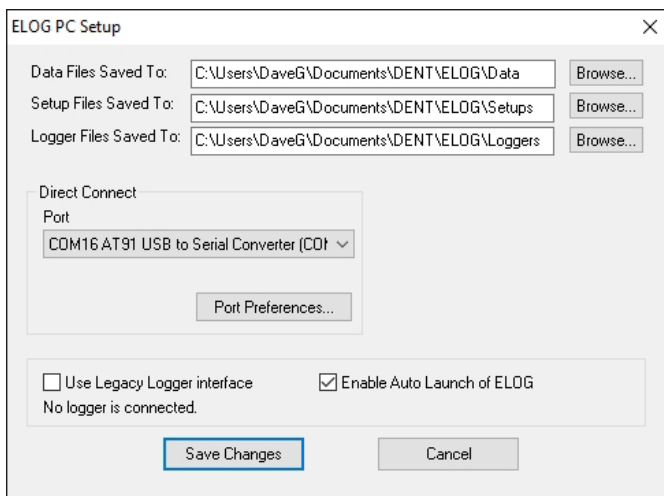 ELOG PC Setup
Data Files Saved To: C:\Users\DaveG\Documents\DENT\ELOG\Data Browse...
Setup Files Saved To: C:\Users\DaveG\Documents\DENT\ELOG\Setups Browse...
Logger Files Saved To: C:\Users\DaveG\Documents\DENT\ELOG\Loggers Browse...
Direct Connect
Port
COM16 AT91 USB to Serial Converter (COM
Port Preferences...
Use Legacy Logger interface Enable Auto Launch of ELOG
No logger is connected.
Save Changes Cancel